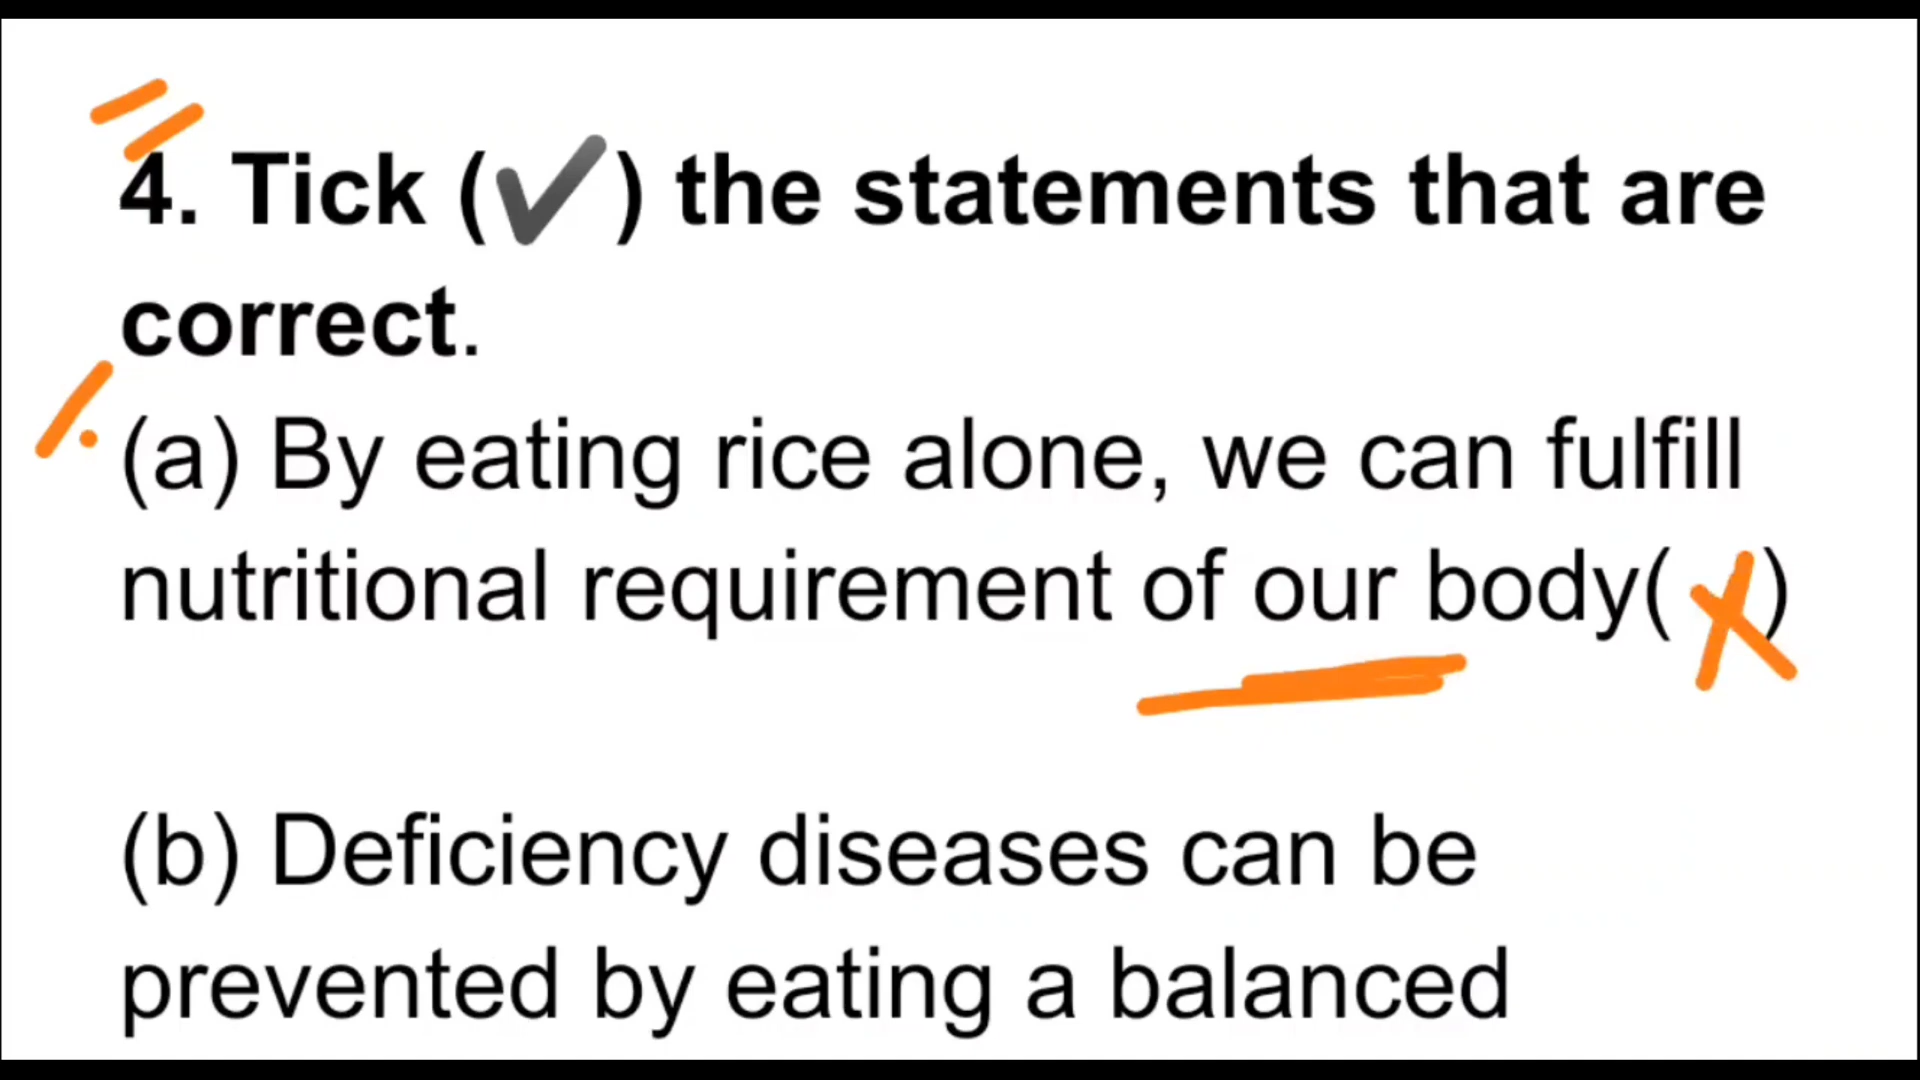 4. Tick (✔) the statements that are
correct.
(a) By eating rice alone, we can fulfill
nutritional requirement of our body( X )
(b) Deficiency diseases can be
prevented by eating a balanced